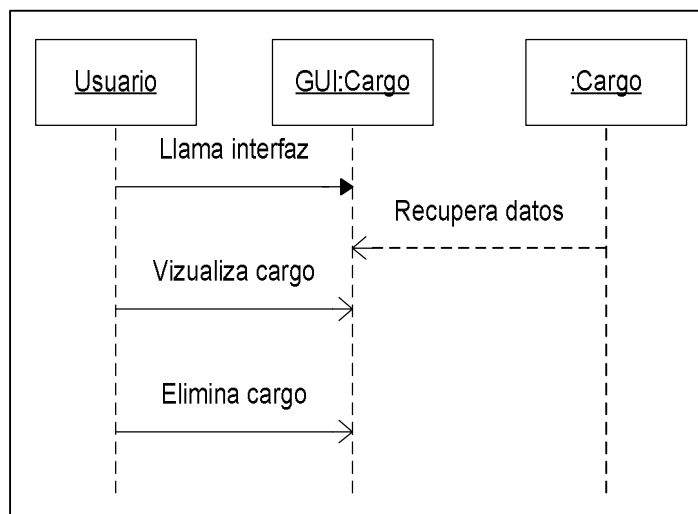 Usuario
GUI:Cargo
:Cargo
Llama interfaz
Recupera datos
Vizualiza cargo
Elimina cargo